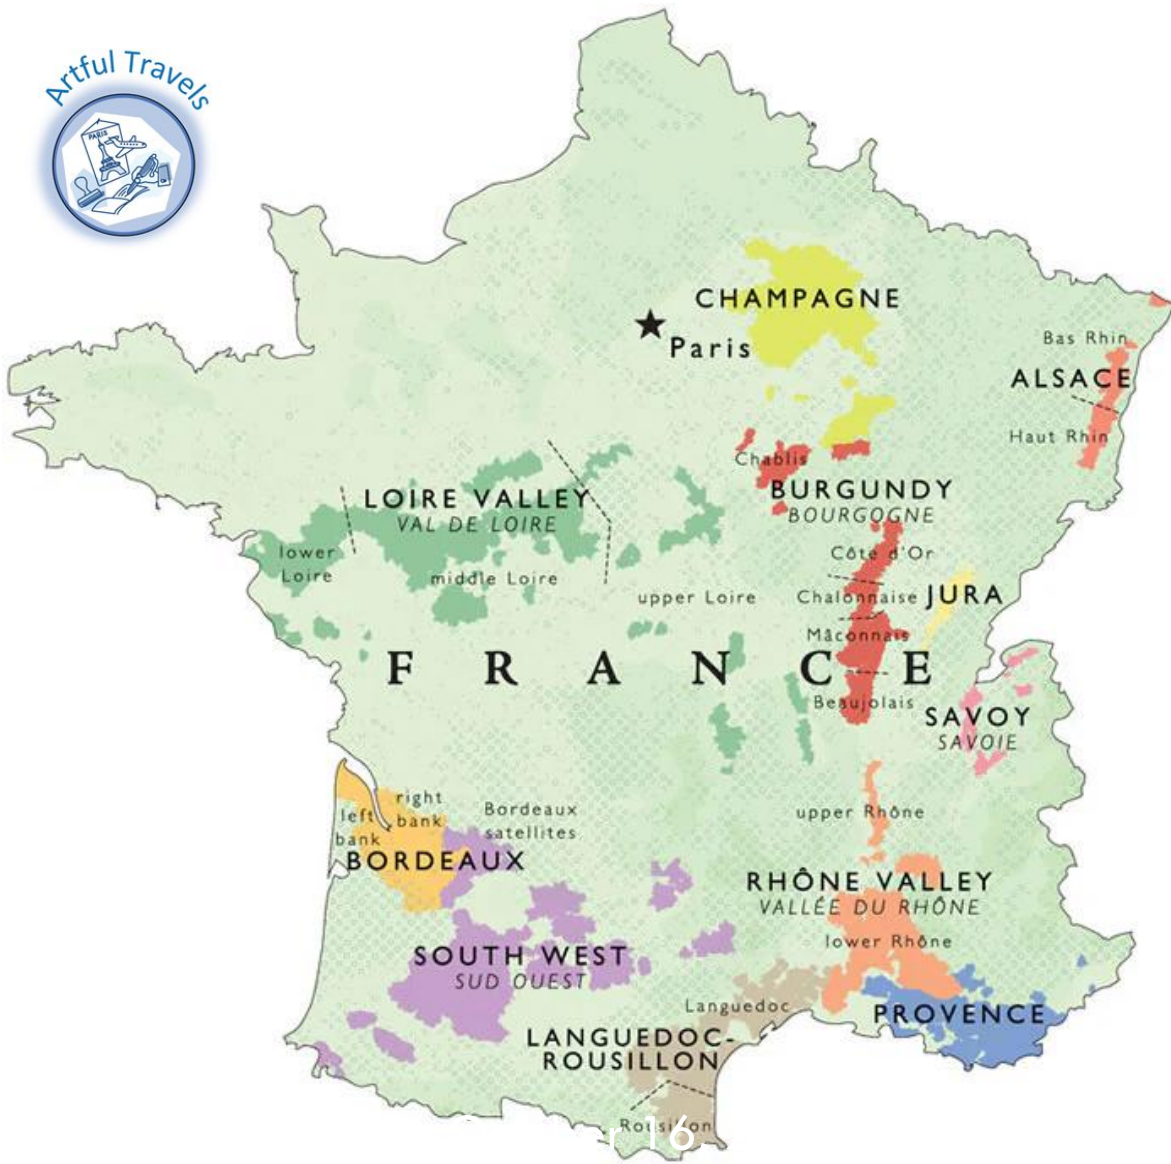 Artful Travels
PARIS
CHAMPAGNE
Paris
Bas Rhin
ALSACE
Haut Rhin
Chablis
BURGUNDY
BOURGOGNE
LOIRE VALLEY
VAL DE LOIRE
lower
Loire
middle Loire
upper Loire
Côte d'Or
Chalonnaise
JURA
Mâconnais
FRANCE
Beaujolais
SAVOY
SAVOIE
left
bank
right
bank
Bordeaux
satellites
BORDEAUX
upper Rhône
RHÔNE VALLEY
VALLÉE DU RHÔNE
lower Rhône
SOUTH WEST
SUD OUEST
Languedoc
PROVENCE
LANGUEDOC-
ROUSILLON
Rousillon
16